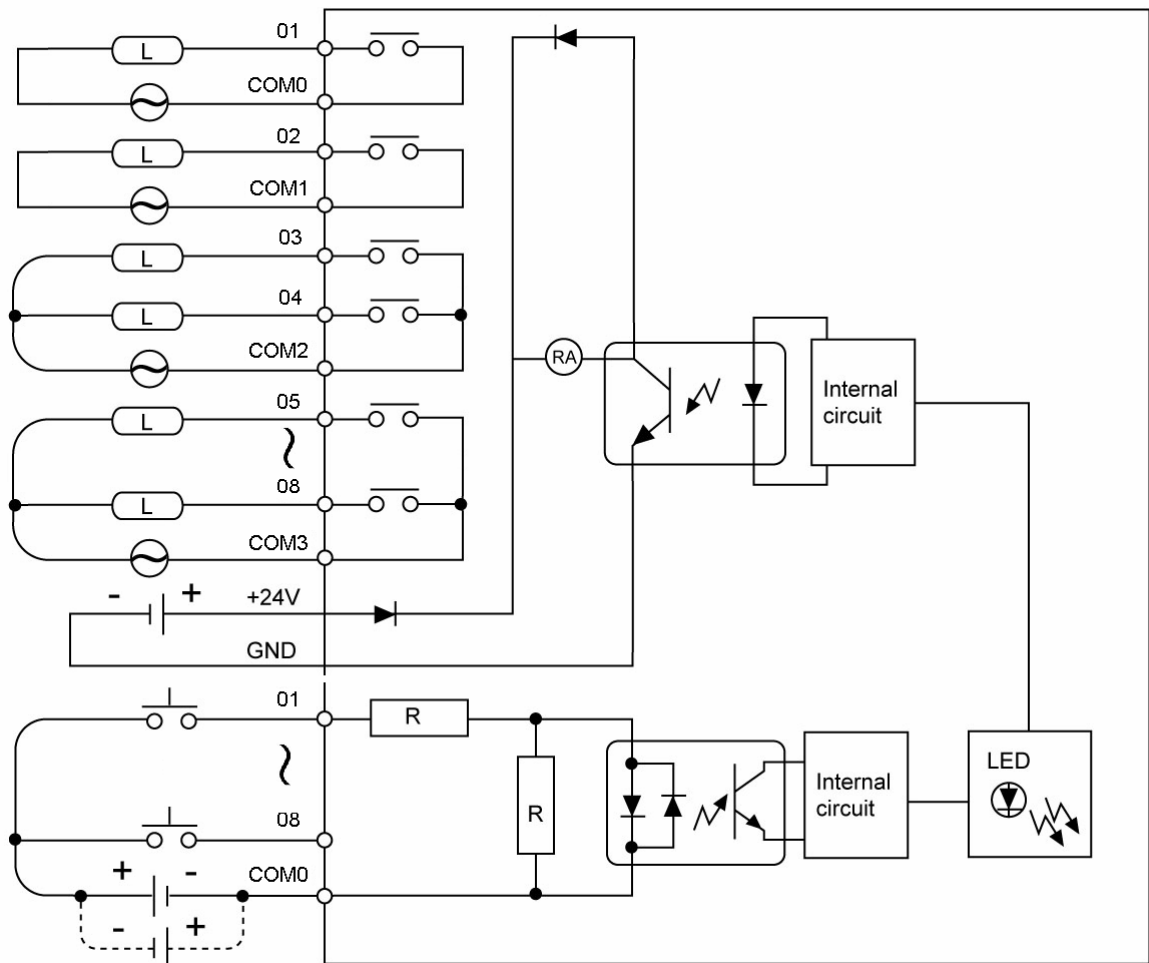 01
L
COM0
02
L
COM1
03
L
04
L
COM2
05
L
08
L
COM3
- + +24V
GND
RA
Internal
circuit
01
R
R
08
COM0
+ -
- +
Internal
circuit
LED